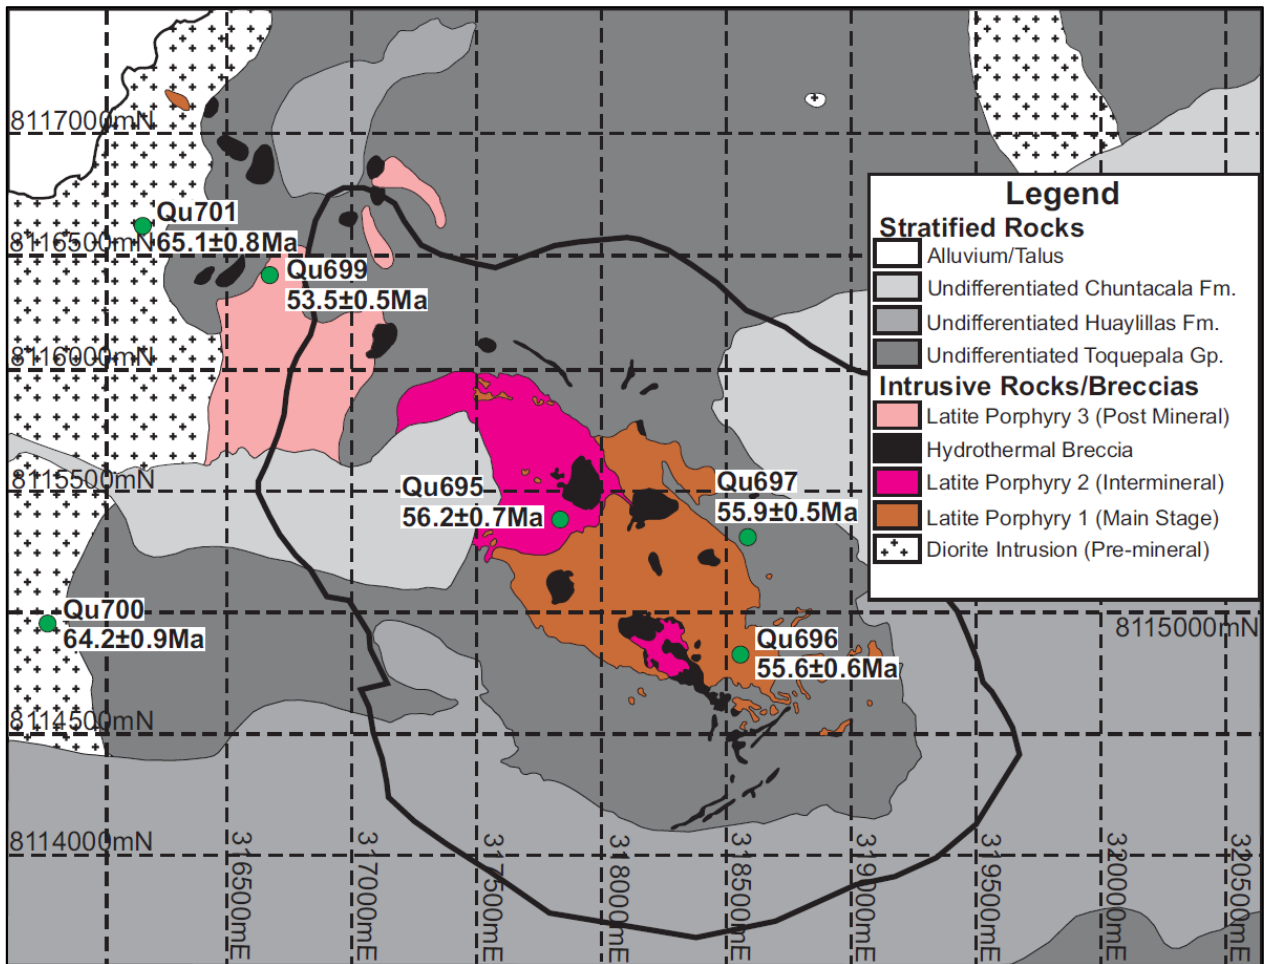 8117000mN
Qu701
65.1±0.8Ma
8116500mN
Qu699
53.5±0.5Ma
8116000mN
8115500mN
Qu695
56.2±0.7Ma
Qu697
55.9±0.5Ma
Qu700
64.2±0.9Ma
8115000mN
Qu696
55.6±0.6Ma
8114500mN
8114000mN
316500mE
317000mE
317500mE
318000mE
318500mE
319000mE
319500mE
320000mE
320500mE
Legend
Stratified Rocks
Alluvium/Talus
Undifferentiated Chuntacala Fm.
Undifferentiated Huaylillas Fm.
Undifferentiated Toquepala Gp.
Intrusive Rocks/Breccias
Latite Porphyry 3 (Post Mineral)
Hydrothermal Breccia
Latite Porphyry 2 (Intermineral)
Latite Porphyry 1 (Main Stage)
Diorite Intrusion (Pre-mineral)